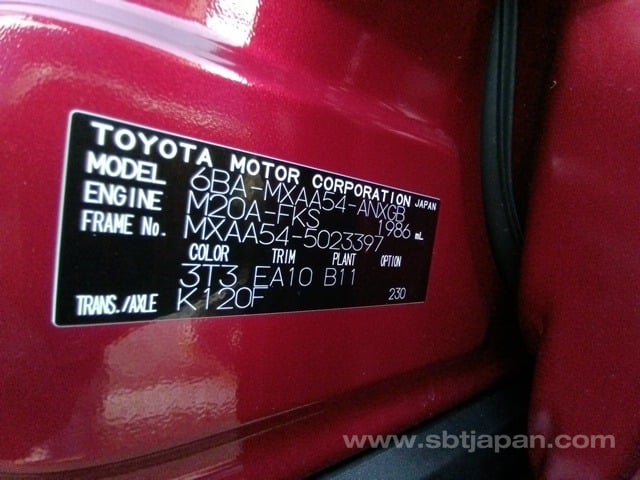 TOYOTA MOTOR CORPORATION JAPAN
MODEL 6BA-MXAA54-ANXGB
ENGINE M20A-FKS 1986 mL
FRAME No. MXAA54-5023397
COLOR TRIM PLANT OPTION
3T3 EA10 B11
TRANS./AXLE K120F 230
www.sbtjapan.com